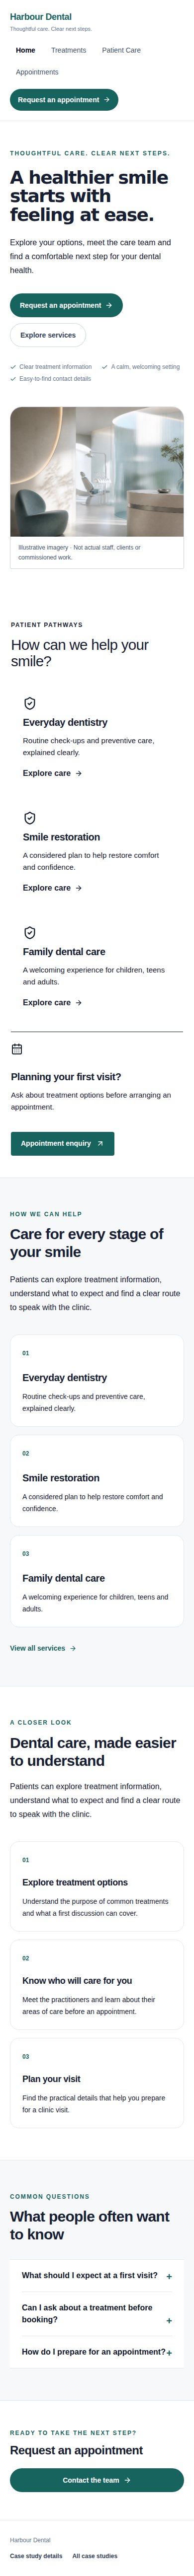 Harbour Dental
Thoughtful care. Clear next steps.
Home Treatments Patient Care
Appointments
Request an appointment
THOUGHTFUL CARE. CLEAR NEXT STEPS.
A healthier smile
starts with
feeling at ease.
Explore your options, meet the care team and
find a comfortable next step for your dental
health.
Request an appointment
Explore services
Clear treatment information A calm, welcoming setting
Easy-to-find contact details
Illustrative imagery · Not actual staff, clients or
commissioned work.
PATIENT PATHWAYS
How can we help your
smile?
Everyday dentistry
Routine check-ups and preventive care,
explained clearly.
Explore care
Smile restoration
A considered plan to help restore comfort
and confidence.
Explore care
Family dental care
A welcoming experience for children, teens
and adults.
Explore care
Planning your first visit?
Ask about treatment options before arranging an
appointment.
Appointment enquiry
HOW WE CAN HELP
Care for every stage of
your smile
Patients can explore treatment information,
understand what to expect and find a clear route
to speak with the clinic.
01
Everyday dentistry
Routine check-ups and preventive care,
explained clearly.
02
Smile restoration
A considered plan to help restore comfort and
confidence.
03
Family dental care
A welcoming experience for children, teens and
adults.
View all services
A CLOSER LOOK
Dental care, made easier
to understand
Patients can explore treatment information,
understand what to expect and find a clear route
to speak with the clinic.
01
Explore treatment options
Understand the purpose of common treatments
and what a first discussion can cover.
02
Know who will care for you
Meet the practitioners and learn about their
areas of care before an appointment.
03
Plan your visit
Find the practical details that help you prepare
for a clinic visit.
COMMON QUESTIONS
What people often want
to know
What should I expect at a first visit? +
Can I ask about a treatment before
booking? +
How do I prepare for an appointment? +
READY TO TAKE THE NEXT STEP?
Request an appointment
Contact the team
Harbour Dental
Case study details All case studies